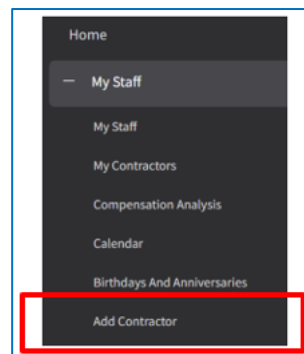 Home
— My Staff
My Staff
My Contractors
Compensation Analysis
Calendar
Birthdays And Anniversaries
Add Contractor